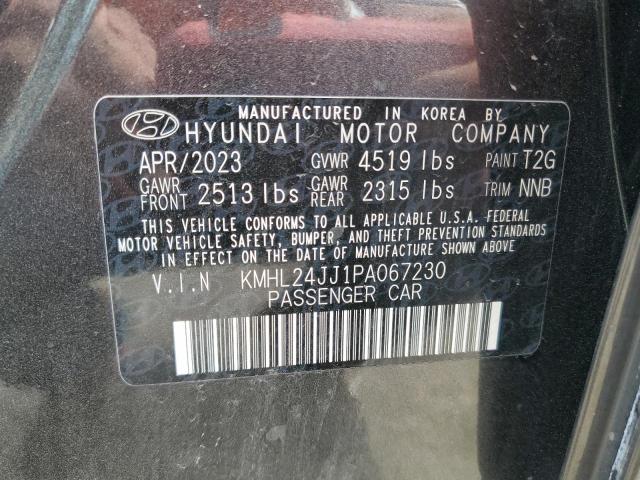 MANUFACTURED IN KOREA BY
HYUNDAI MOTOR COMPANY
APR/2023 GVWR 4519 lbs PAINT T2G
GAWR FRONT 2513 lbs GAWR REAR 2315 lbs TRIM NNB
THIS VEHICLE CONFORMS TO ALL APPLICABLE U.S.A. FEDERAL
MOTOR VEHICLE SAFETY, BUMPER, AND THEFT PREVENTION STANDARDS
IN EFFECT ON THE DATE OF MANUFACTURE SHOWN ABOVE.
V.I.N KMHL24JJ1PA067230
PASSENGER CAR